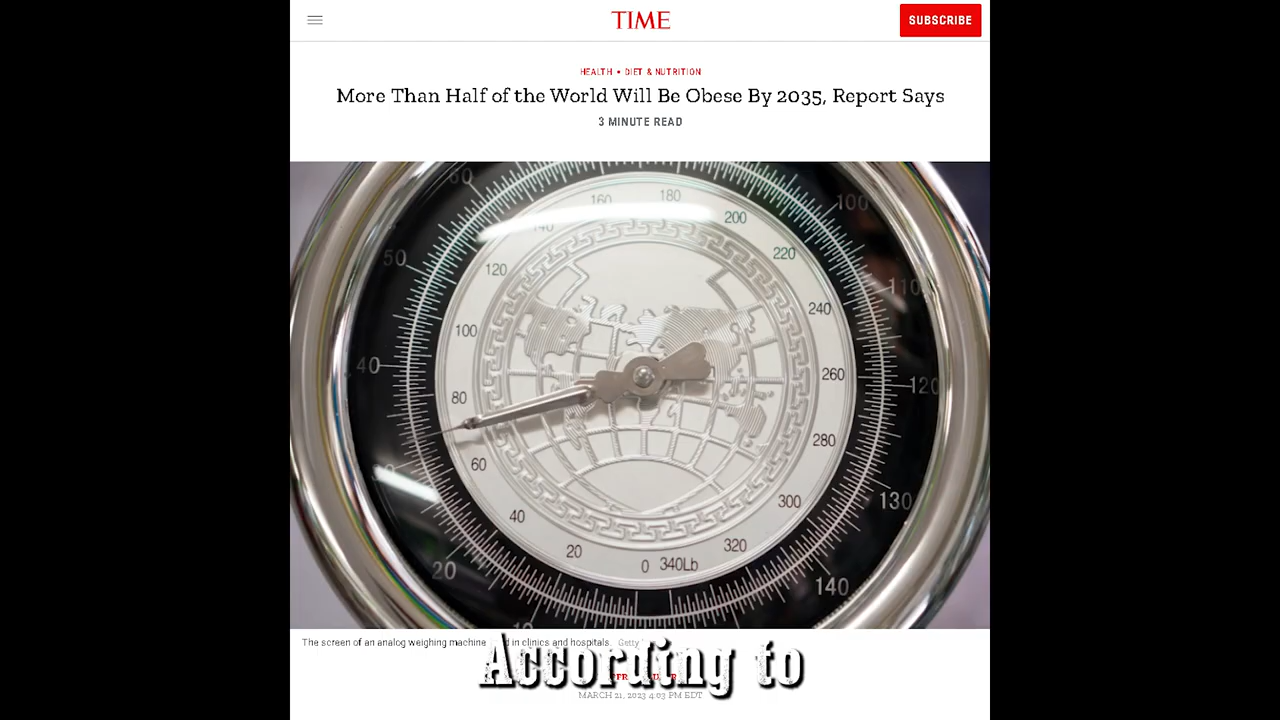 TIME
SUBSCRIBE
HEALTH • DIET & NUTRITION
More Than Half of the World Will Be Obese By 2035, Report Says
3 MINUTE READ
60
160
180
100
140
200
50
220
120
110
240
100
40
260
120
80
280
60
300
130
40
320
20
0 340Lb
20
140
The screen of an analog weighing machine in clinics and hospitals. Getty
According to
MARCH 21, 2023 4:03 PM EDT